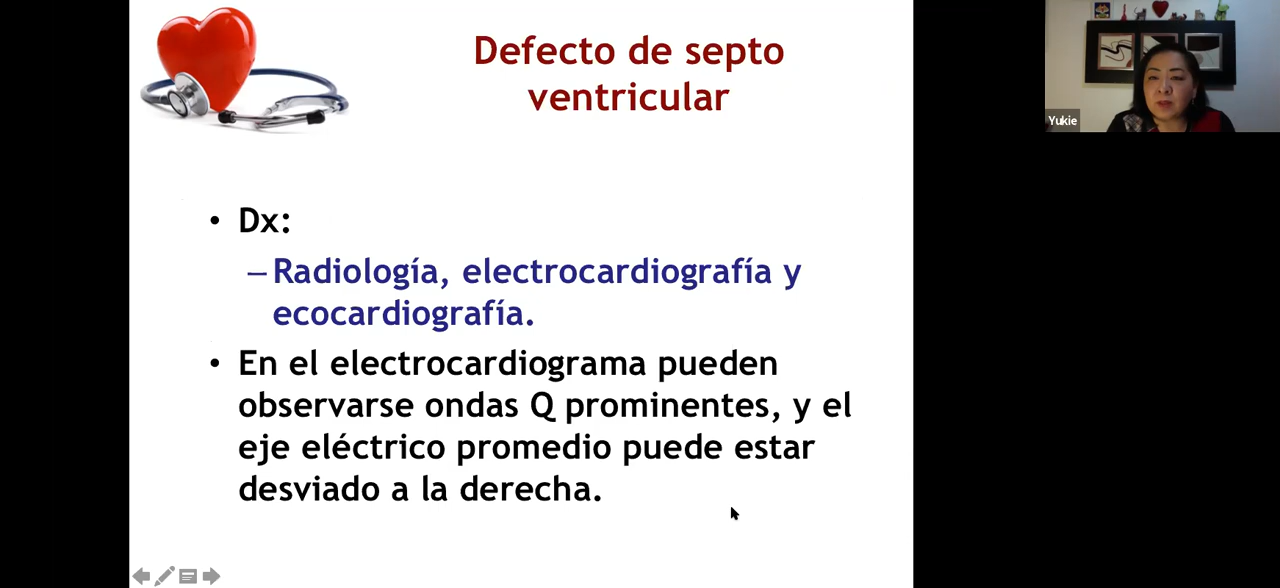 Defecto de septo
ventricular
Yukie
• Dx:
– Radiología, electrocardiografía y
ecocardiografía.
• En el electrocardiograma pueden
observarse ondas Q prominentes, y el
eje eléctrico promedio puede estar
desviado a la derecha.